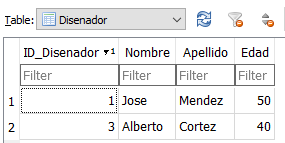 Table: Disenador
ID_Disenador 1 Nombre Apellido Edad
Filter Filter Filter Filter
1 1 Jose Mendez 50
2 3 Alberto Cortez 40